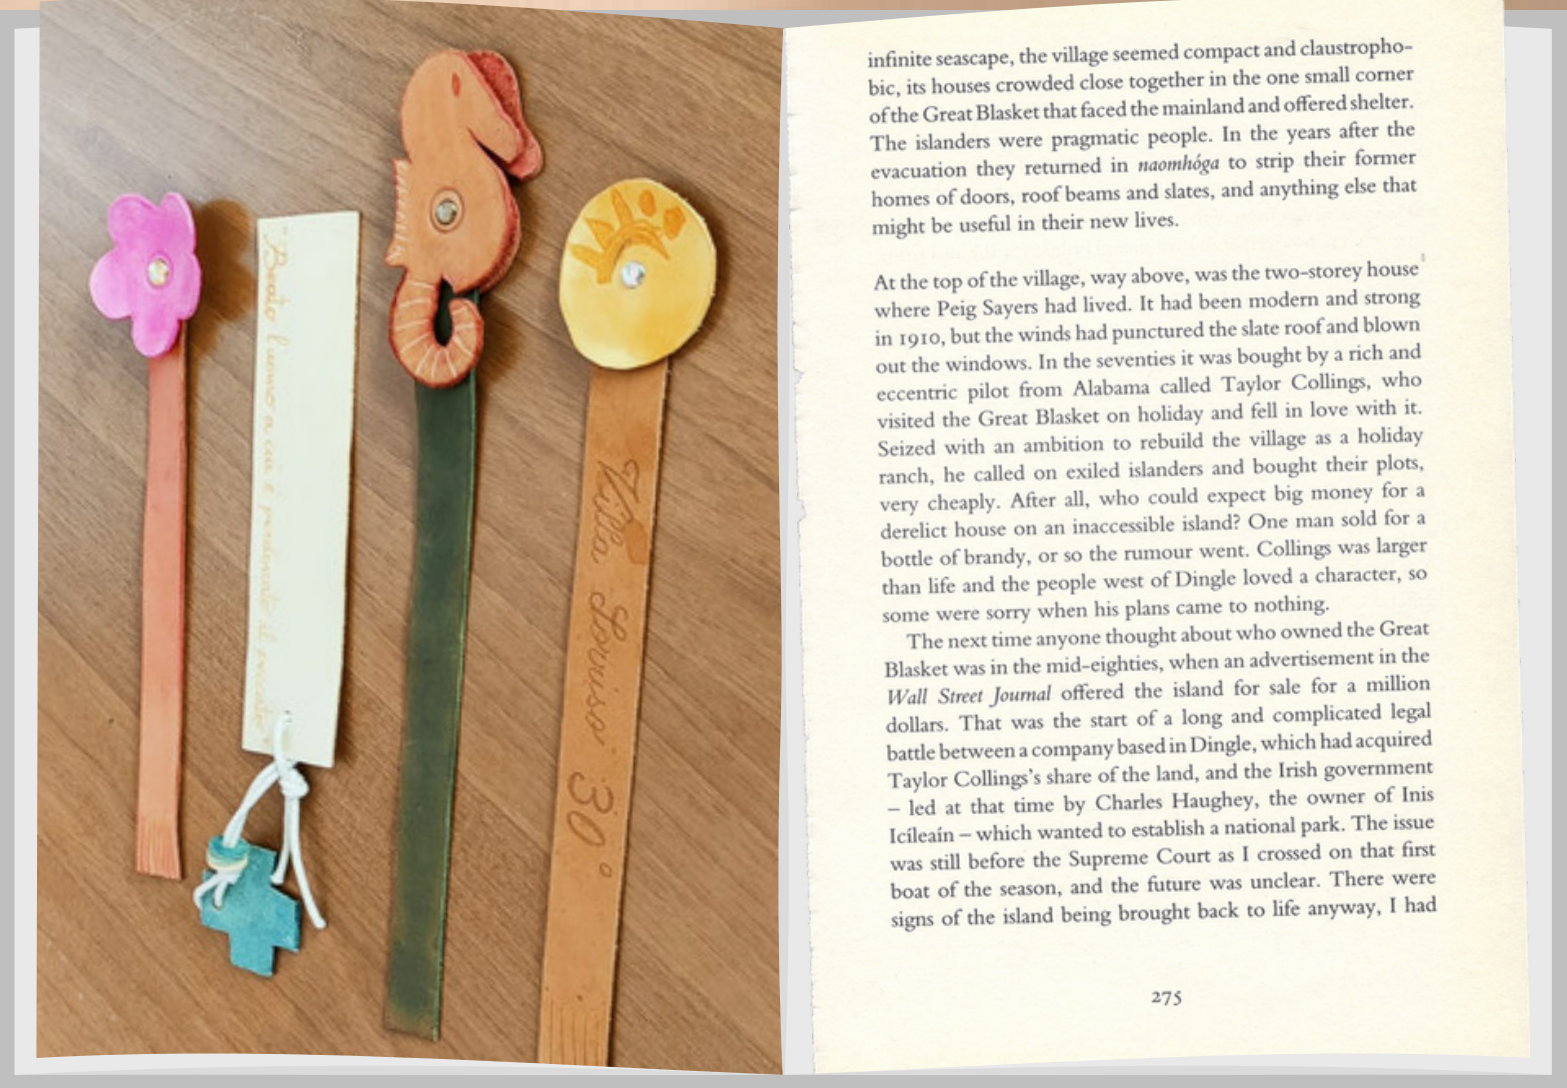 Beato l'uomo a cui è perdonato il peccato
Villa Sorriso 30°
infinite seascape, the village seemed compact and claustropho-
bic, its houses crowded close together in the one small corner
of the Great Blasket that faced the mainland and offered shelter.
The islanders were pragmatic people. In the years after the
evacuation they returned in naomhóga to strip their former
homes of doors, roof beams and slates, and anything else that
might be useful in their new lives.
At the top of the village, way above, was the two-storey house
where Peig Sayers had lived. It had been modern and strong
in 1910, but the winds had punctured the slate roof and blown
out the windows. In the seventies it was bought by a rich and
eccentric pilot from Alabama called Taylor Collings, who
visited the Great Blasket on holiday and fell in love with it.
Seized with an ambition to rebuild the village as a holiday
ranch, he called on exiled islanders and bought their plots,
very cheaply. After all, who could expect big money for a
derelict house on an inaccessible island? One man sold for a
bottle of brandy, or so the rumour went. Collings was larger
than life and the people west of Dingle loved a character, so
some were sorry when his plans came to nothing.
The next time anyone thought about who owned the Great
Blasket was in the mid-eighties, when an advertisement in the
Wall Street Journal offered the island for sale for a million
dollars. That was the start of a long and complicated legal
battle between a company based in Dingle, which had acquired
Taylor Collings's share of the land, and the Irish government
– led at that time by Charles Haughey, the owner of Inis
Icíleaín – which wanted to establish a national park. The issue
was still before the Supreme Court as I crossed on that first
boat of the season, and the future was unclear. There were
signs of the island being brought back to life anyway, I had
275